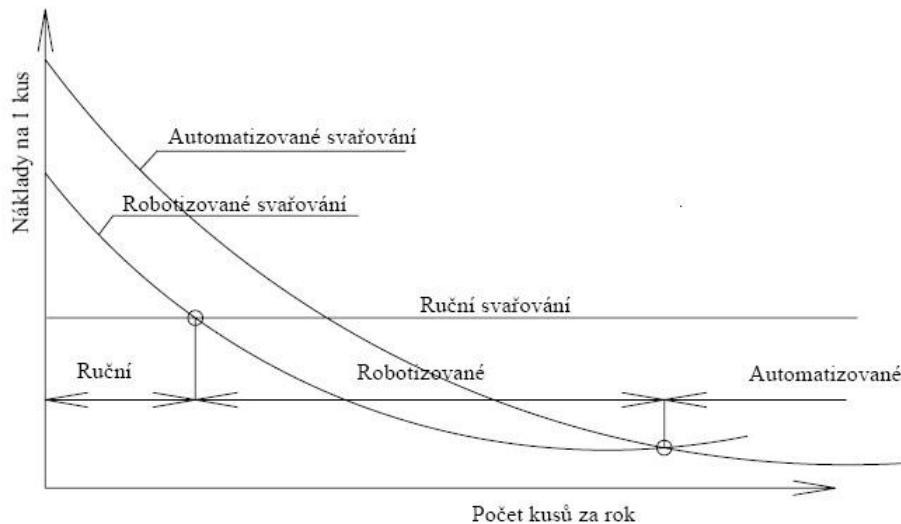 Náklady na 1 kus
Automatizované svařování
Robotizované svařování
Ruční svařování
Ruční
Robotizované
Automatizované
Počet kusů za rok